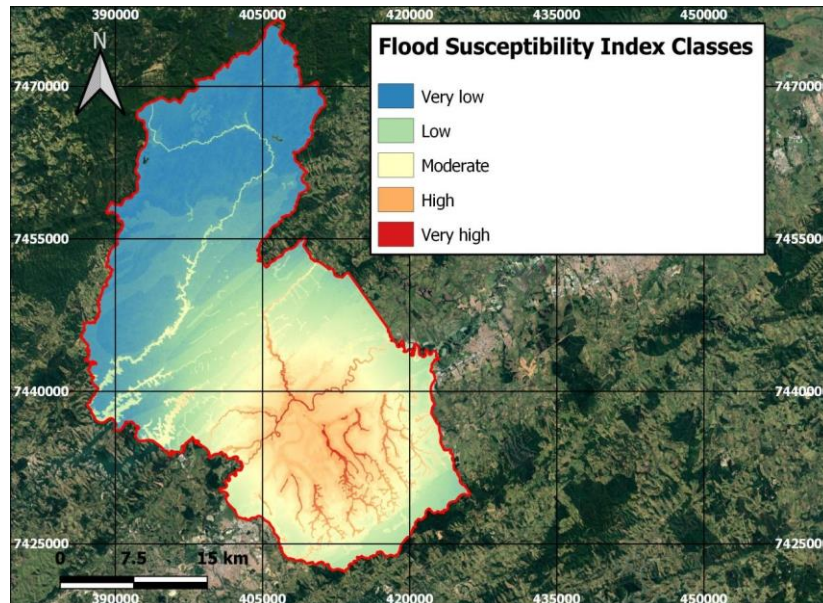 390000 405000 420000 435000 450000
N
Flood Susceptibility Index Classes
7470000 7470000
Very low
Low
Moderate
High
7455000 7455000
Very high
7440000 7440000
7425000 7425000
0 7.5 15 km
390000 405000 420000 435000 450000